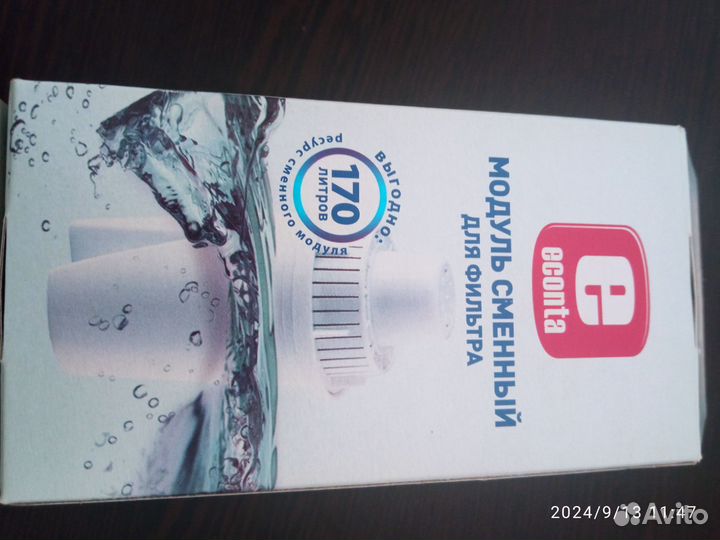 e
econta
МОДУЛЬ СМЕННЫЙ
ДЛЯ ФИЛЬТРА
ВЫГОДНО:
170
ЛИТРОВ
ресурс сменного модуля
2024/9/13 11:47
Avito